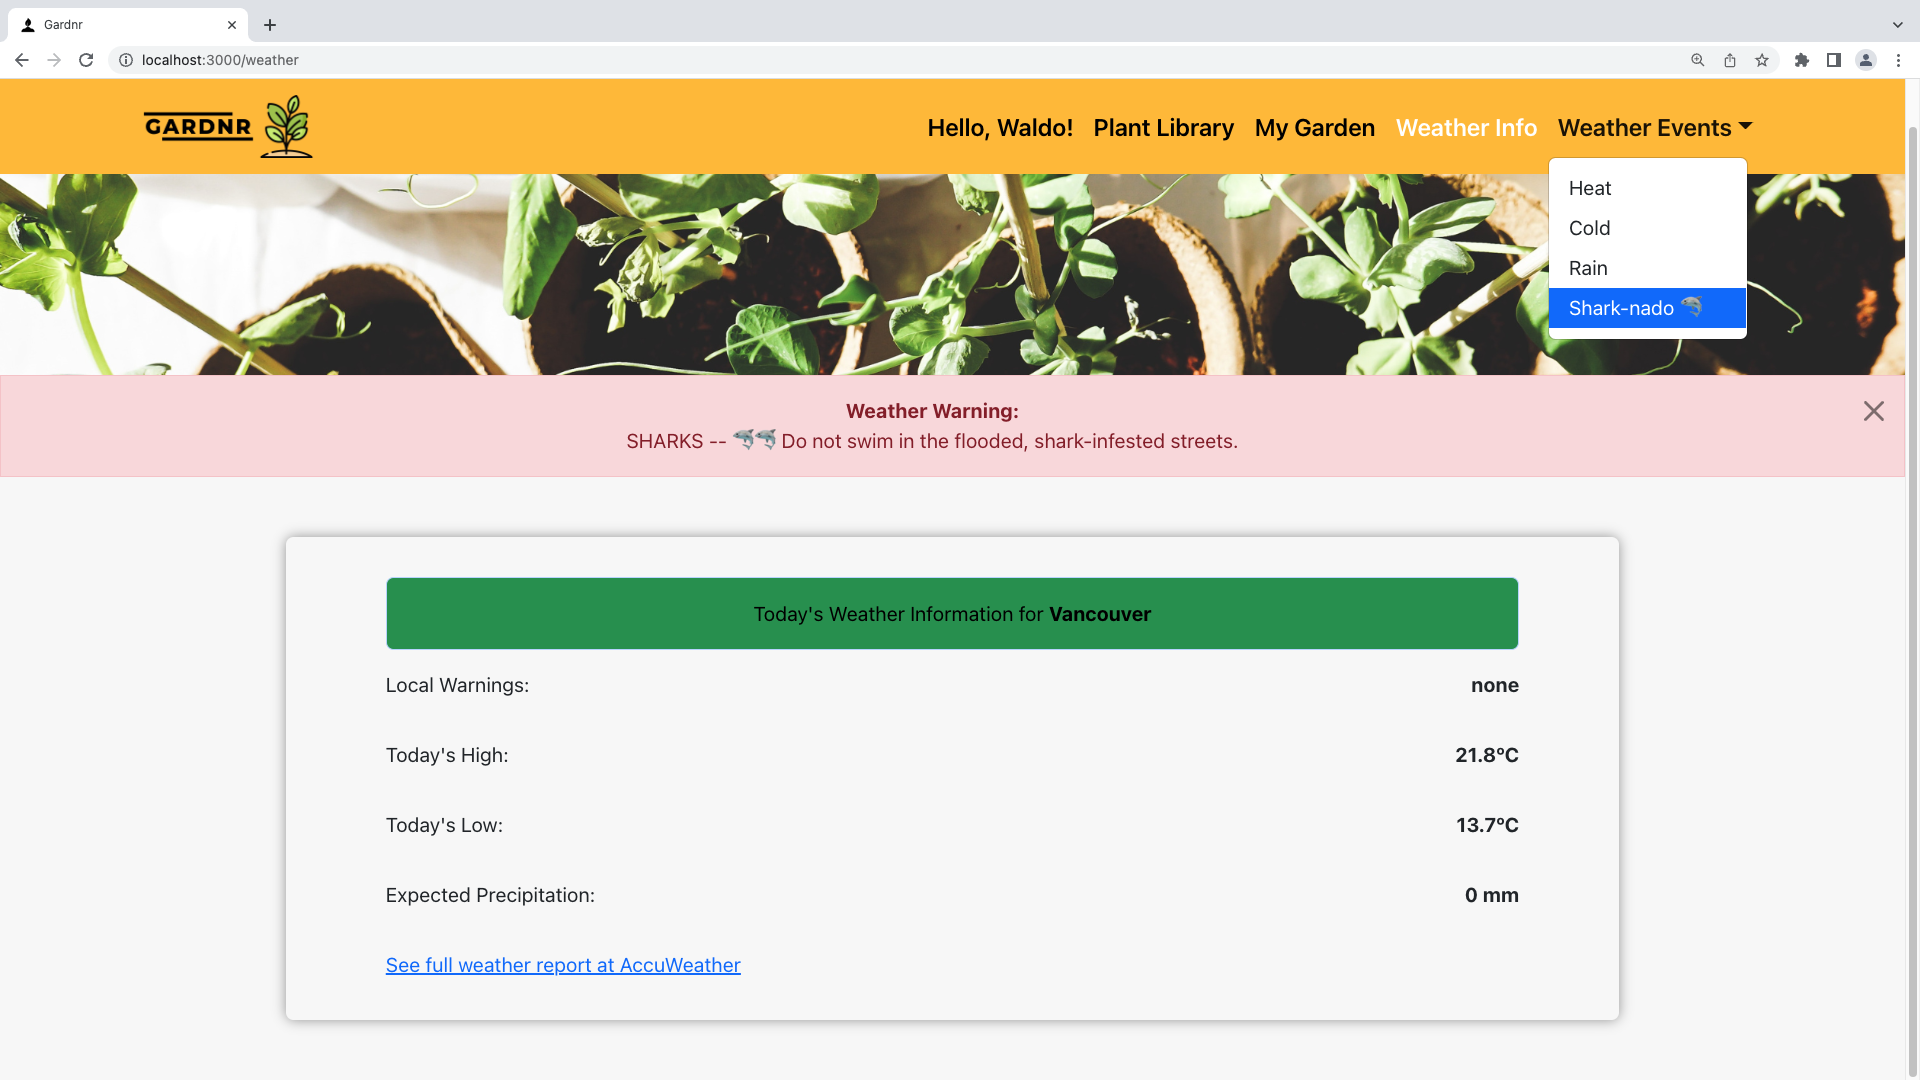 Gardnr
localhost:3000/weather
GARDNR
Hello, Waldo! Plant Library My Garden Weather Info Weather Events
Heat
Cold
Rain
Shark-nado 🦈
Weather Warning:
SHARKS -- 🦈🦈 Do not swim in the flooded, shark-infested streets.
Today's Weather Information for Vancouver
Local Warnings: none
Today's High: 21.8°C
Today's Low: 13.7°C
Expected Precipitation: 0 mm
See full weather report at AccuWeather